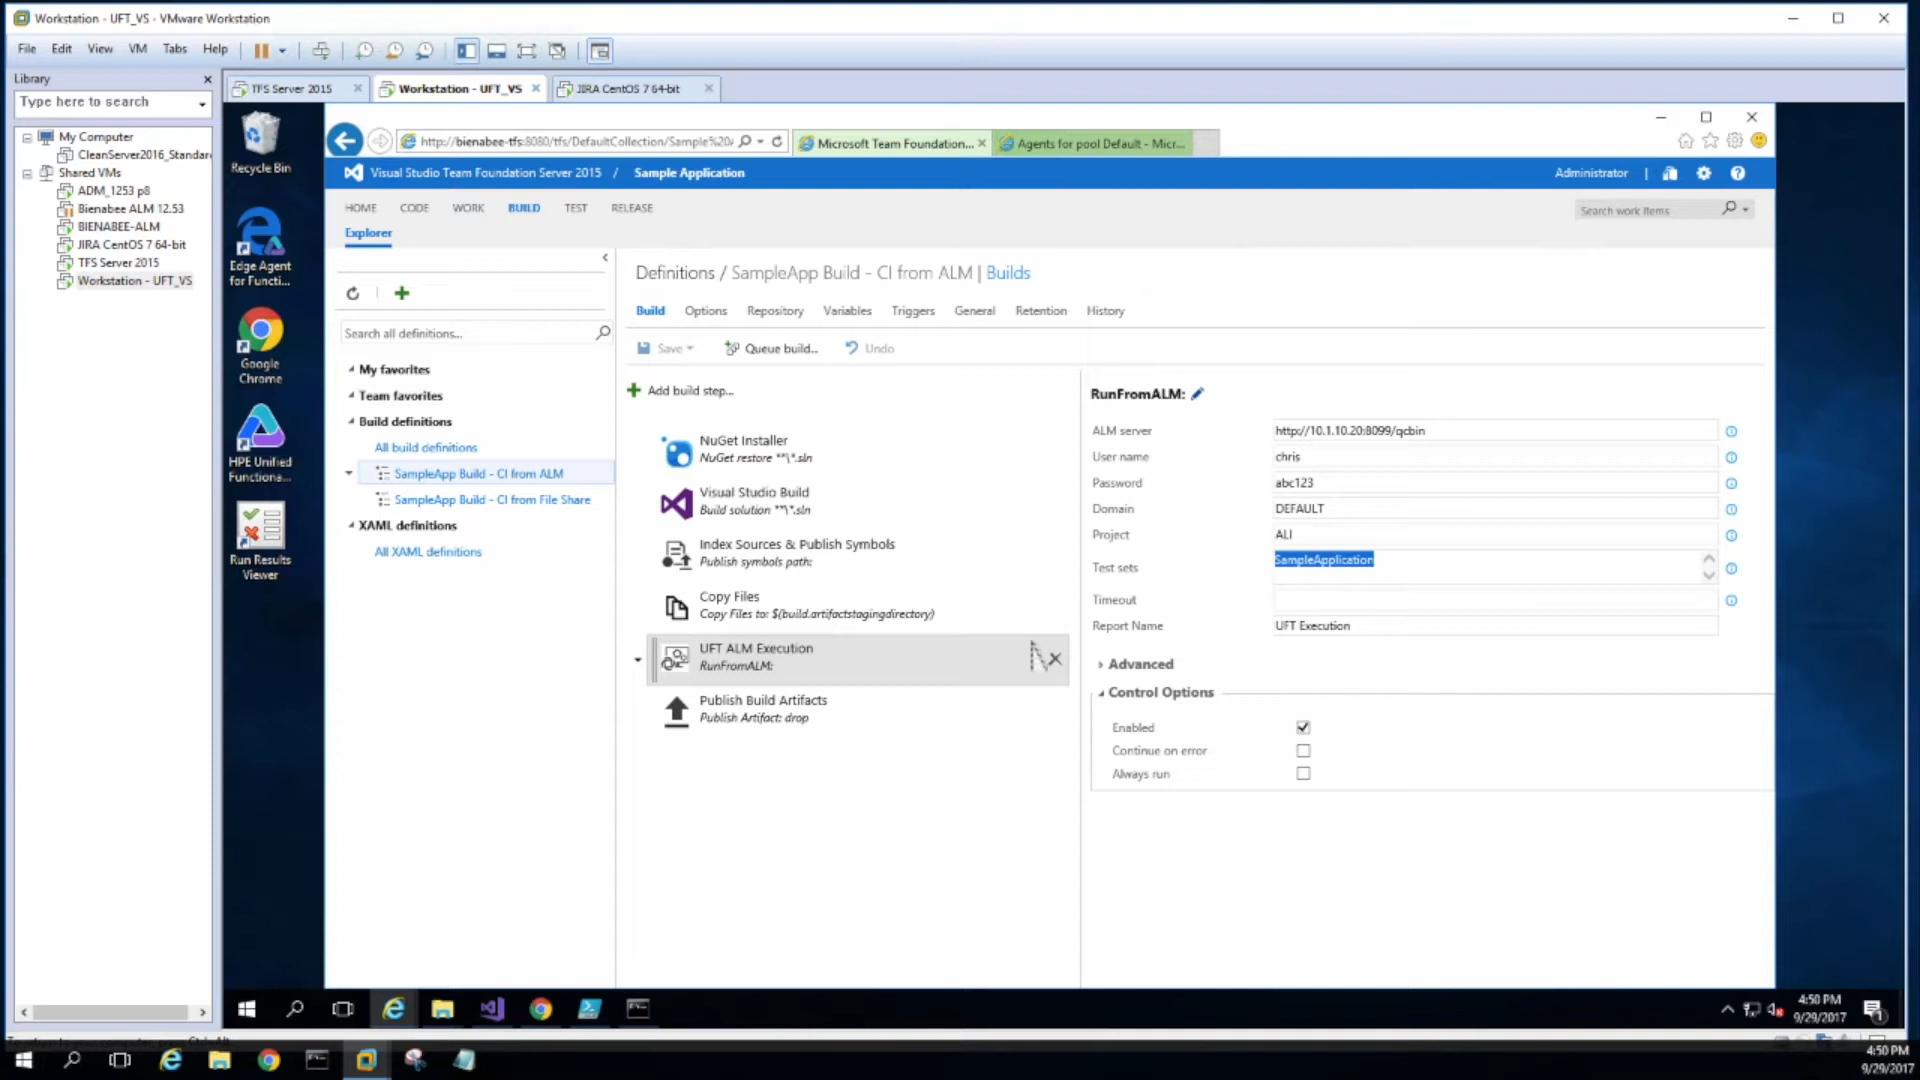 Workstation - UFT_VS - VMware Workstation
File Edit View VM Tabs Help
Library
Type here to search
My Computer
CleanServer2016_Standar
Shared VMs
ADM_1253 p8
Bienabee ALM 12.53
BIENABEE-ALM
JIRA CentOS 7 64-bit
TFS Server 2015
Workstation - UFT_VS
TFS Server 2015
Workstation - UFT_VS
JIRA CentOS 7 64-bit
Recycle Bin
Edge Agent
for Functi...
Google
Chrome
HPE Unified
Functiona...
Run Results
Viewer
http://bienabee-tfs:8080/tfs/DefaultCollection/Sample%20/
Microsoft Team Foundation...
Agents for pool Default - Micr...
Visual Studio Team Foundation Server 2015 / Sample Application
Administrator |
HOME CODE WORK BUILD TEST RELEASE
Search work items
Explorer
Search all definitions...
My favorites
Team favorites
Build definitions
All build definitions
SampleApp Build - CI from ALM
SampleApp Build - CI from File Share
XAML definitions
All XAML definitions
Definitions / SampleApp Build - CI from ALM | Builds
Build Options Repository Variables Triggers General Retention History
Save Queue build... Undo
Add build step...
NuGet Installer
NuGet restore **\*.sln
Visual Studio Build
Build solution **\*.sln
Index Sources & Publish Symbols
Publish symbols path:
Copy Files
Copy Files to: $(build.artifactstagingdirectory)
UFT ALM Execution
RunFromALM:
Publish Build Artifacts
Publish Artifact: drop
RunFromALM:
ALM server http://10.1.10.20:8099/qcbin
User name chris
Password abc123
Domain DEFAULT
Project ALI
Test sets SampleApplication
Timeout
Report Name UFT Execution
Advanced
Control Options
Enabled
Continue on error
Always run
4:50 PM
9/29/2017
4:50 PM
9/29/2017